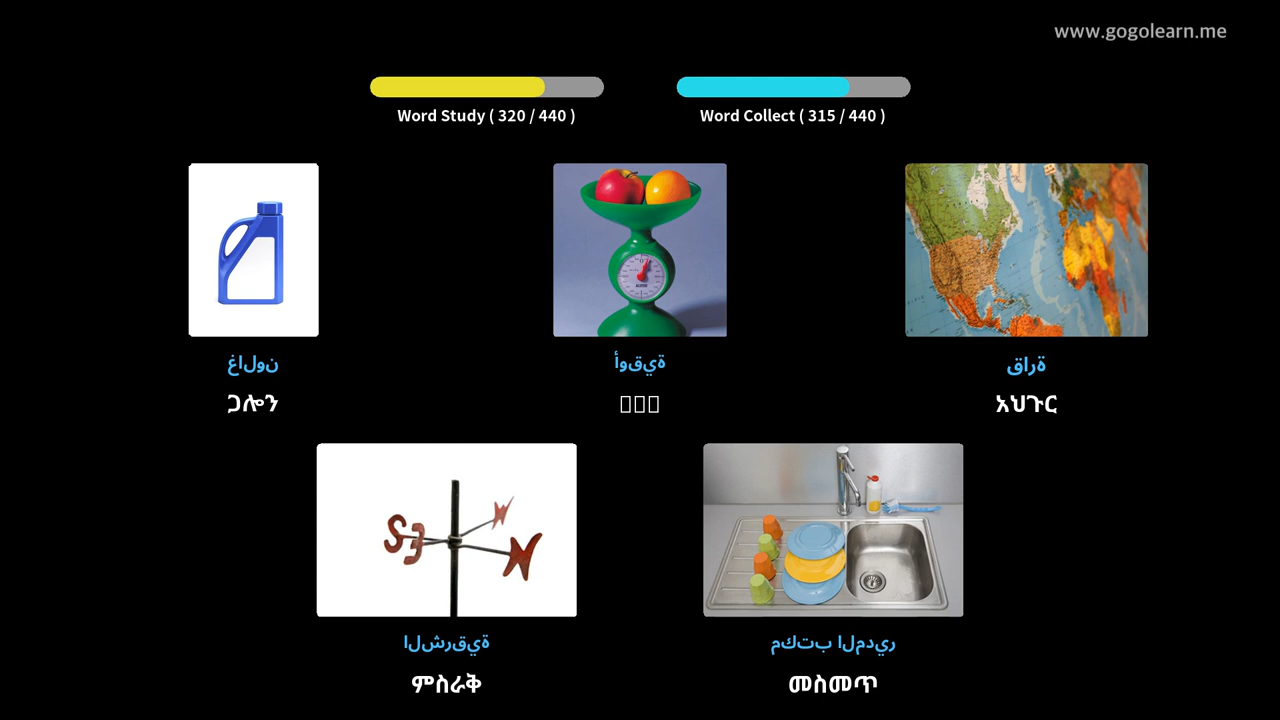 www.gogolearn.me
Word Study ( 320 / 440 )
Word Collect ( 315 / 440 )
غالون
أوقية
قارة
ጋሎን
አህጉር
الشرقية
مكتب المدير
ምስራቅ
መስመጥ